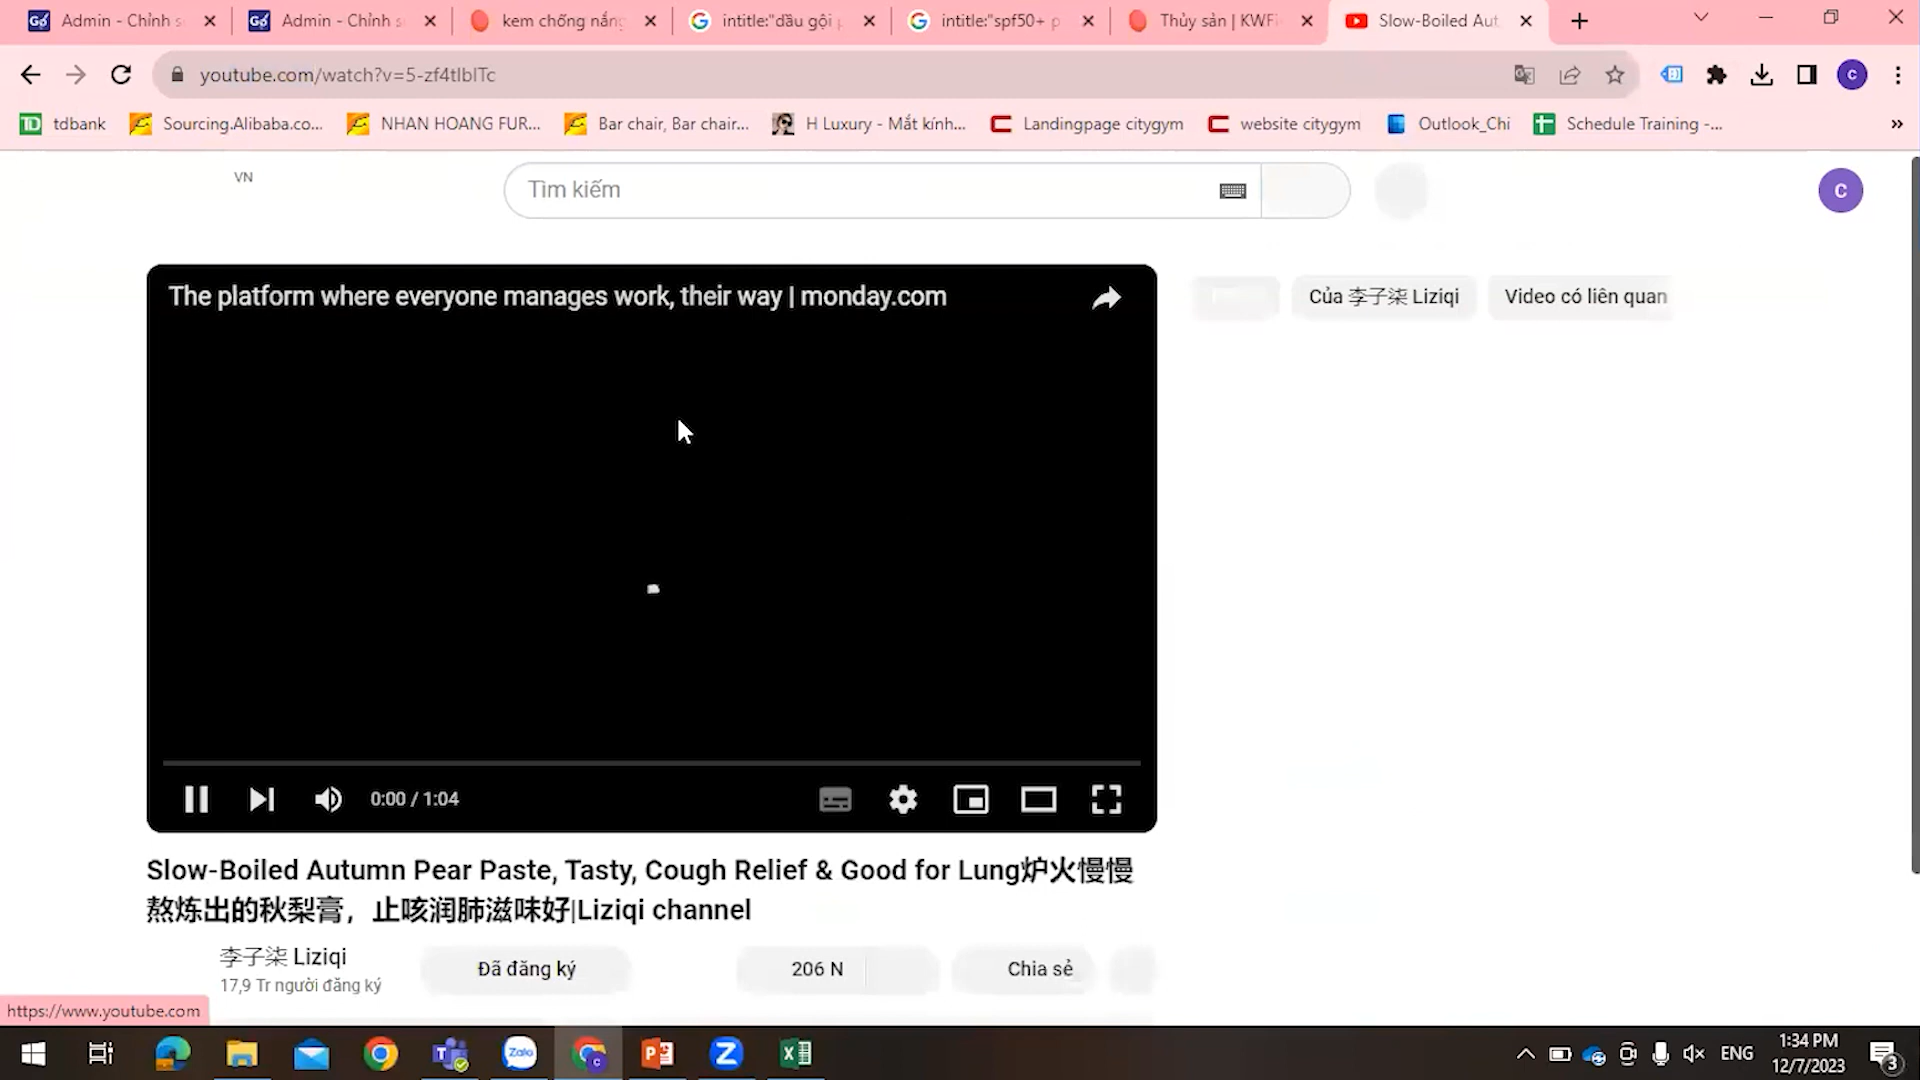 Admin - Chỉnh s
Admin - Chỉnh s
kem chống nắng
intitle:"dầu gội
intitle:"spf50+ p
Thủy sản | KWFi
Slow-Boiled Aut
youtube.com/watch?v=5-zf4tIblTc
C
TD
tdbank
Sourcing.Alibaba.co...
NHAN HOANG FUR...
Bar chair, Bar chair...
H Luxury - Mắt kính...
Landingpage citygym
website citygym
Outlook_Chi
Schedule Training -...
VN
Tìm kiếm
C
The platform where everyone manages work, their way | monday.com
Của 李子柒 Liziqi
Video có liên quan
0:00 / 1:04
Slow-Boiled Autumn Pear Paste, Tasty, Cough Relief & Good for Lung炉火慢慢
熬炼出的秋梨膏，止咳润肺滋味好|Liziqi channel
李子柒 Liziqi
17,9 Tr người đăng ký
Đã đăng ký
206 N
Chia sẻ
https://www.youtube.com
Zalo
ENG
1:34 PM
12/7/2023
3